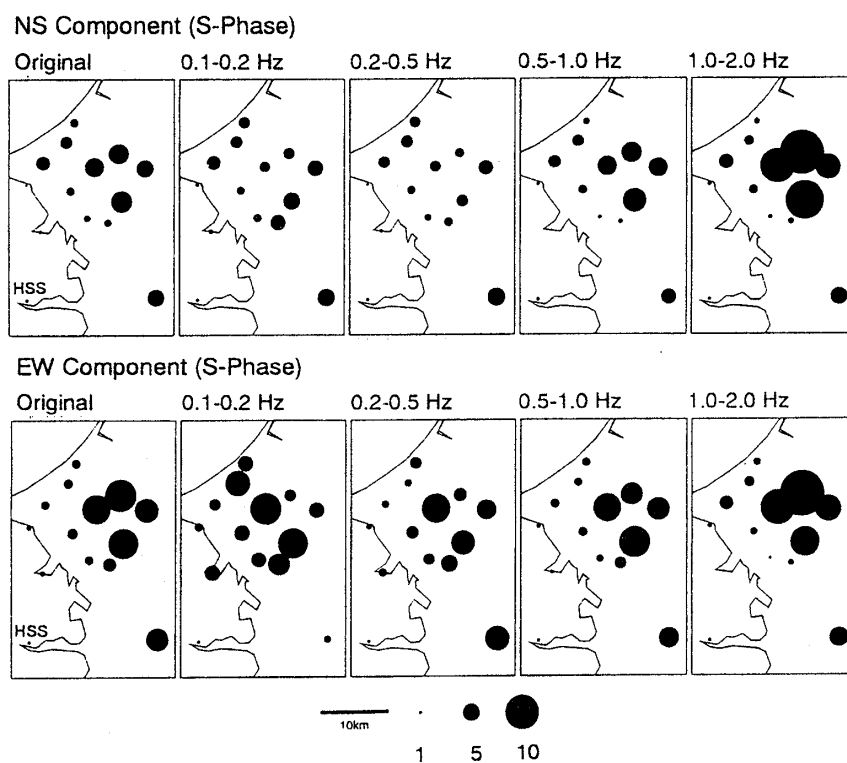 NS Component (S-Phase)
Original 0.1-0.2 Hz 0.2-0.5 Hz 0.5-1.0 Hz 1.0-2.0 Hz
HSS
EW Component (S-Phase)
Original 0.1-0.2 Hz 0.2-0.5 Hz 0.5-1.0 Hz 1.0-2.0 Hz
HSS
10km
1 5 10